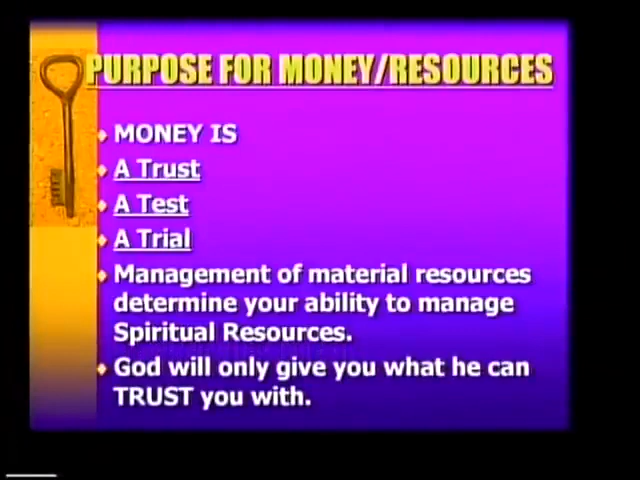 PURPOSE FOR MONEY/RESOURCES
MONEY IS
A Trust
A Test
A Trial
Management of material resources
determine your ability to manage
Spiritual Resources.
God will only give you what he can
TRUST you with.